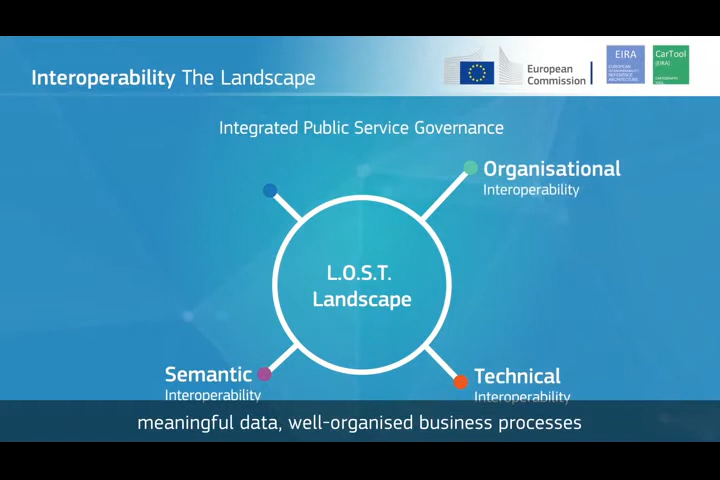 Interoperability The Landscape
European
Commission
EIRA
CarTool
(EIRA)
Integrated Public Service Governance
Organisational
Interoperability
L.O.S.T.
Landscape
Semantic
Interoperability
Technical
Interoperability
meaningful data, well-organised business processes